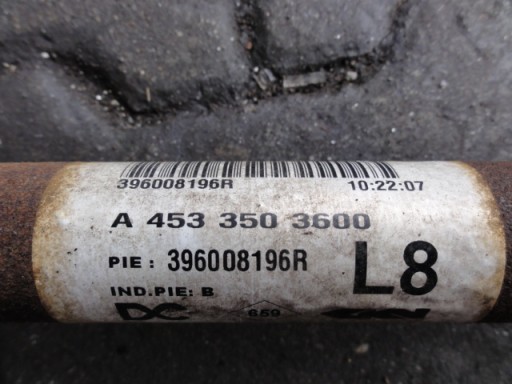 396008196R 10:22:07
A 453 350 3600
PIE: 396008196R L8
IND.PIE: B
DC 659